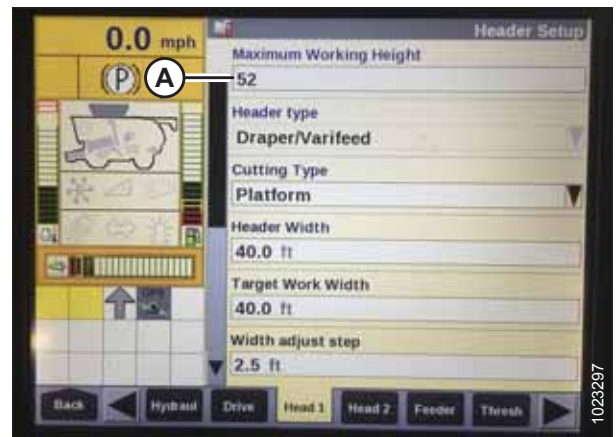 0.0 mph
(P)
A
Header Setup
Maximum Working Height
52
Header type
Draper/Varifeed
Cutting Type
Platform
Header Width
40.0 ft
Target Work Width
40.0 ft
Width adjust step
2.5 ft
Back
Hydraul
Drive
Head 1
Head 2
Feeder
Thresh
1023297